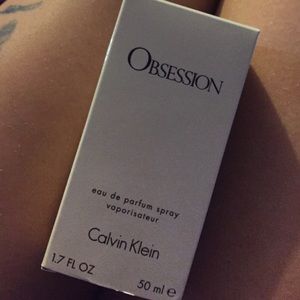 OBSESSION
eau de parfum spray
vaporisateur
Calvin Klein
1.7 FL OZ
50 ml e